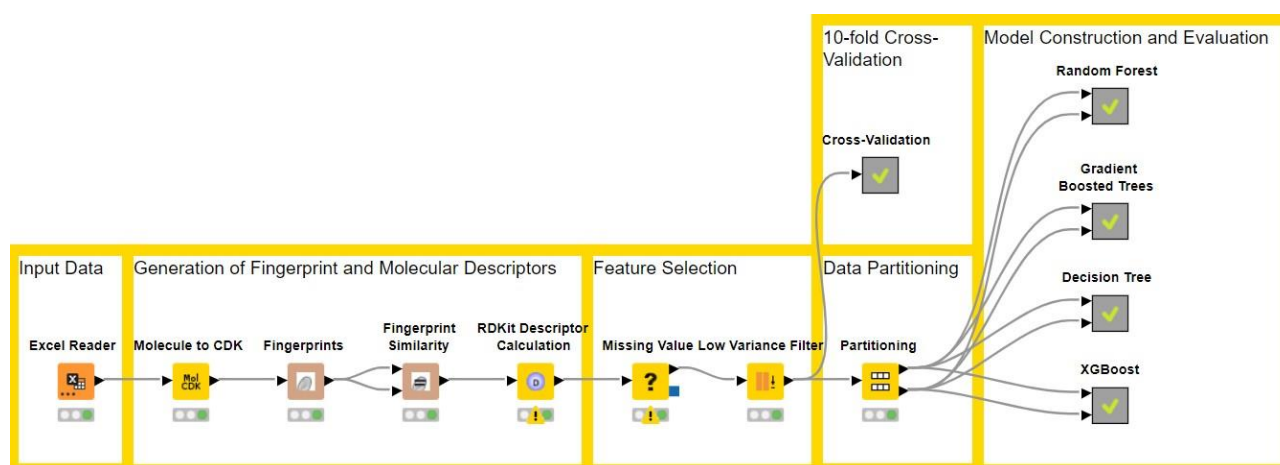 10-fold Cross-
Validation
Model Construction and Evaluation
Random Forest
Cross-Validation
Gradient
Boosted Trees
Input Data
Generation of Fingerprint and Molecular Descriptors
Feature Selection
Data Partitioning
Decision Tree
Excel Reader
Molecule to CDK
Fingerprints
Fingerprint
Similarity
RDKit Descriptor
Calculation
Missing Value
Low Variance Filter
Partitioning
XGBoost
Mol
CDK
D
?